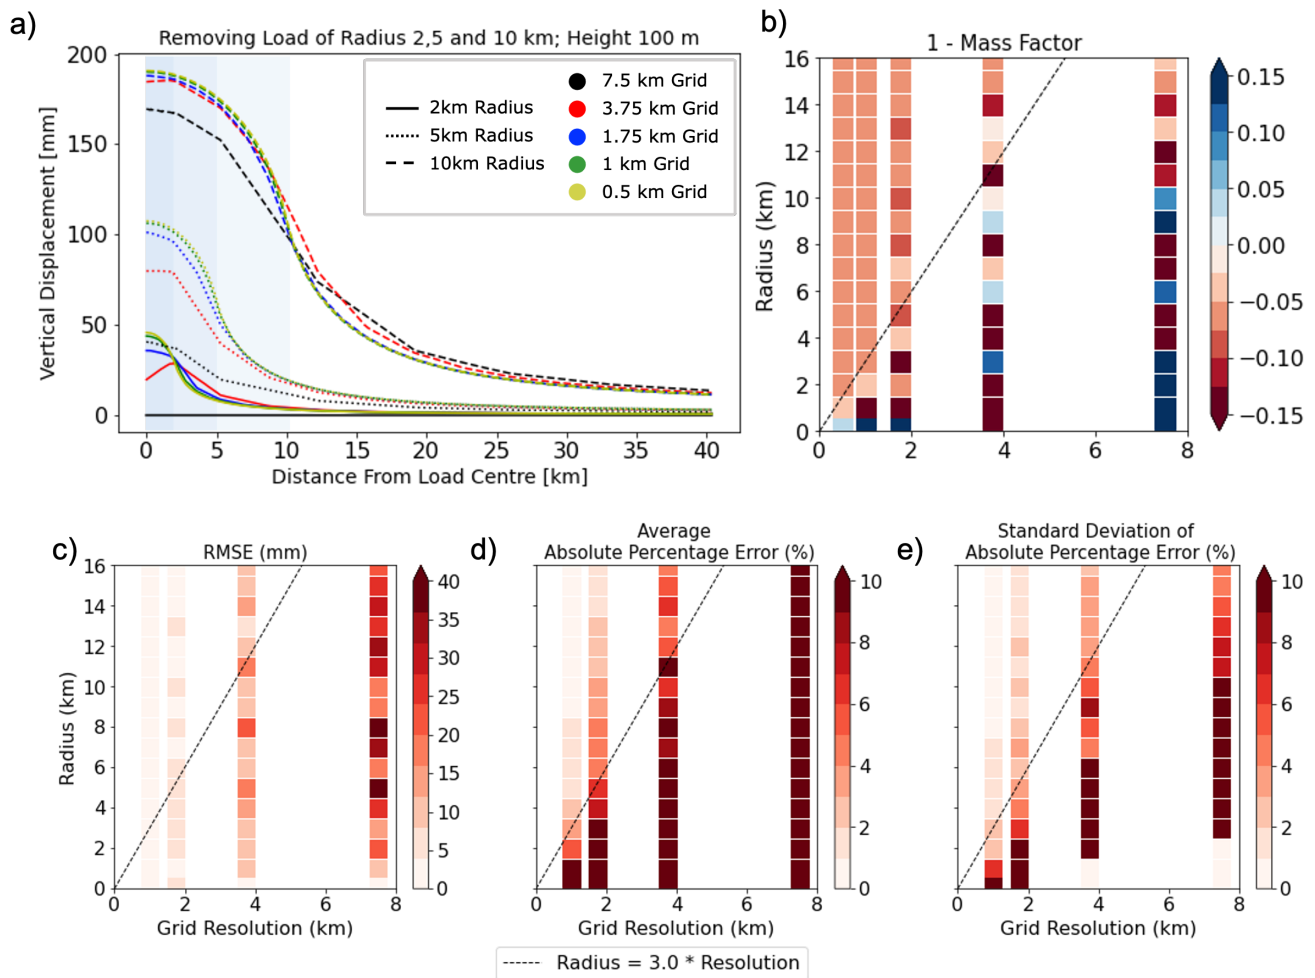 a)
Removing Load of Radius 2,5 and 10 km; Height 100 m
200
150
100
50
0
Vertical Displacement [mm]
0 5 10 15 20 25 30 35 40
Distance From Load Centre [km]
2km Radius
5km Radius
10km Radius
7.5 km Grid
3.75 km Grid
1.75 km Grid
1 km Grid
0.5 km Grid
b)
1 - Mass Factor
16
14
12
10
8
6
4
2
0
Radius (km)
0 2 4 6 8
0.15
0.10
0.05
0.00
−0.05
−0.10
−0.15
c)
RMSE (mm)
16
14
12
10
8
6
4
2
0
Radius (km)
0 2 4 6 8
Grid Resolution (km)
40
35
30
25
20
15
10
5
0
d)
Average
Absolute Percentage Error (%)
0 2 4 6 8
Grid Resolution (km)
10
8
6
4
2
0
e)
Standard Deviation of
Absolute Percentage Error (%)
0 2 4 6 8
Grid Resolution (km)
10
8
6
4
2
0
Radius = 3.0 * Resolution